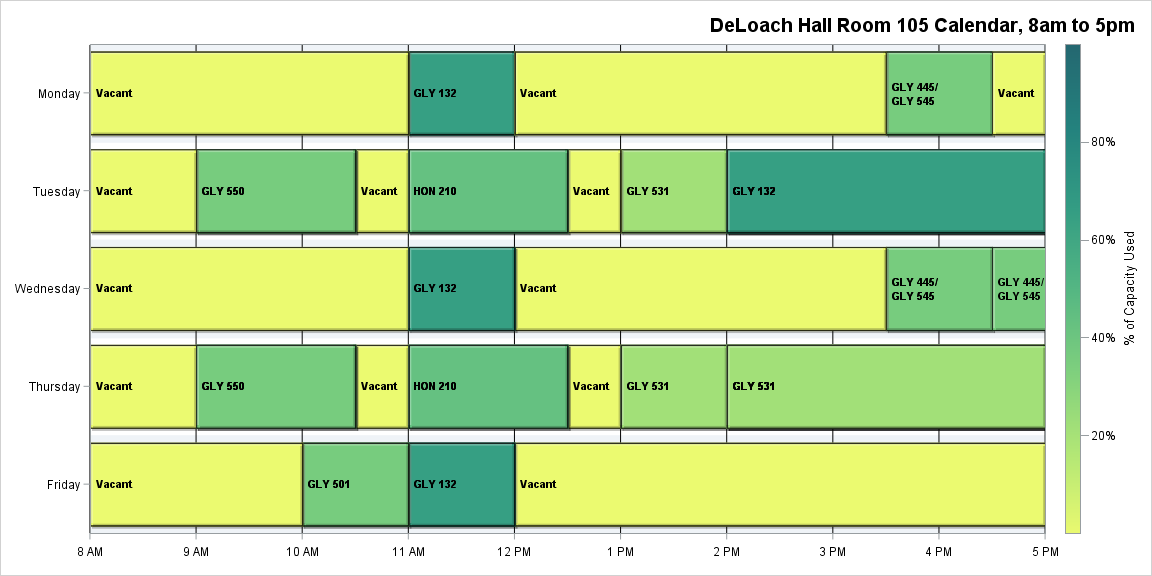 DeLoach Hall Room 105 Calendar, 8am to 5pm
Monday
Vacant
GLY 132
Vacant
GLY 445/
GLY 545
Vacant
Tuesday
Vacant
GLY 550
Vacant
HON 210
Vacant
GLY 531
GLY 132
Wednesday
Vacant
GLY 132
Vacant
GLY 445/
GLY 545
GLY 445/
GLY 545
Thursday
Vacant
GLY 550
Vacant
HON 210
Vacant
GLY 531
GLY 531
Friday
Vacant
GLY 501
GLY 132
Vacant
8 AM
9 AM
10 AM
11 AM
12 PM
1 PM
2 PM
3 PM
4 PM
5 PM
80%
60%
40%
20%
% of Capacity Used